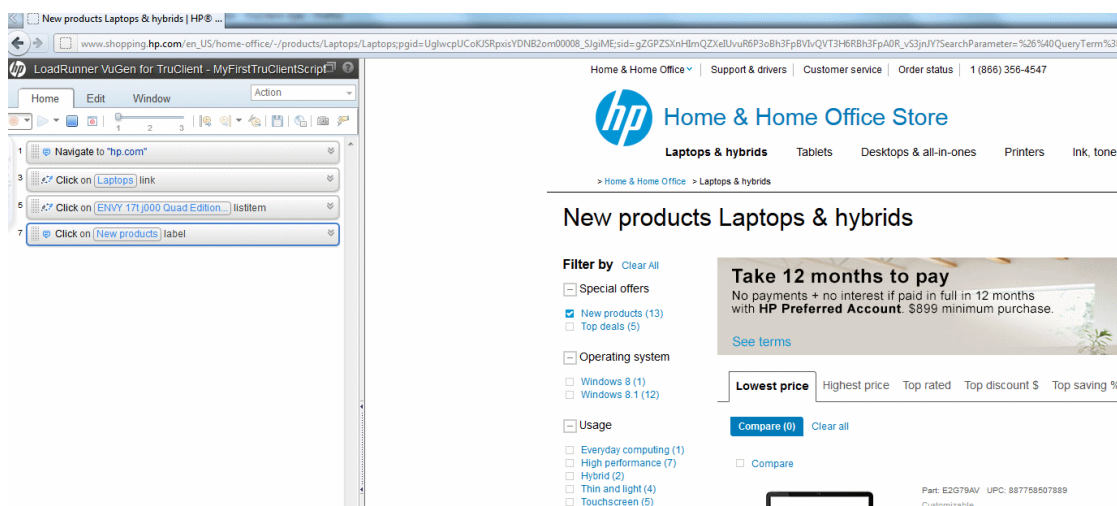 New products Laptops & hybrids | HP® ...
www.shopping.hp.com/en_US/home-office/-/products/Laptops/Laptops;pgid=
LoadRunner VuGen for TruClient - MyFirstTruClientScript
Home Edit Window Action
1 2 3
1 Navigate to "hp.com"
3 Click on Laptops link
5 Click on ENVY 17t j000 Quad Edition... listitem
7 Click on New products label
Home & Home Office Support & drivers Customer service Order status 1 (866) 356-4547
hp Home & Home Office Store
Laptops & hybrids Tablets Desktops & all-in-ones Printers Ink, tone
> Home & Home Office > Laptops & hybrids
New products Laptops & hybrids
Filter by Clear All
Special offers
New products (13)
Top deals (5)
Operating system
Windows 8 (1)
Windows 8.1 (12)
Usage
Everyday computing (1)
High performance (7)
Hybrid (2)
Thin and light (4)
Touchscreen (5)
Take 12 months to pay
No payments + no interest if paid in full in 12 months
with HP Preferred Account. $899 minimum purchase.
See terms
Lowest price Highest price Top rated Top discount $ Top saving %
Compare (0) Clear all
Compare
Part: E2G79AV UPC: 887758507889
Customizable